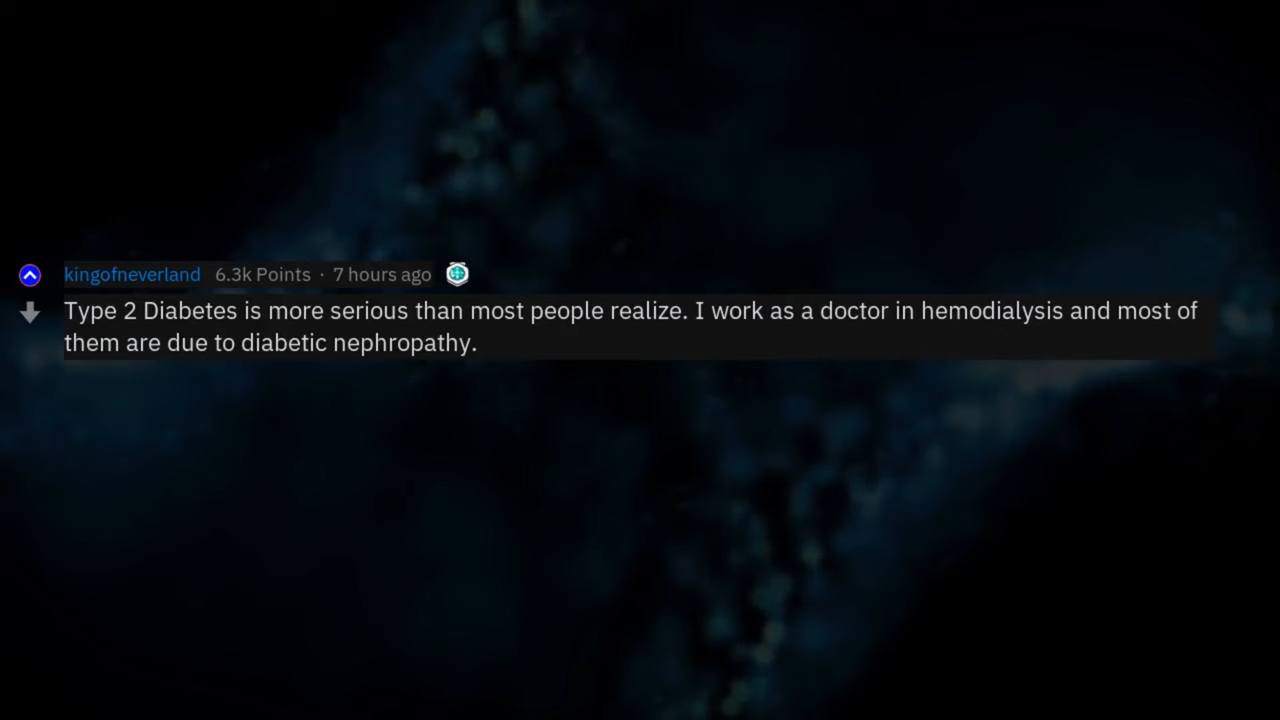 kingofneverland 6.3k Points · 7 hours ago
Type 2 Diabetes is more serious than most people realize. I work as a doctor in hemodialysis and most of
them are due to diabetic nephropathy.